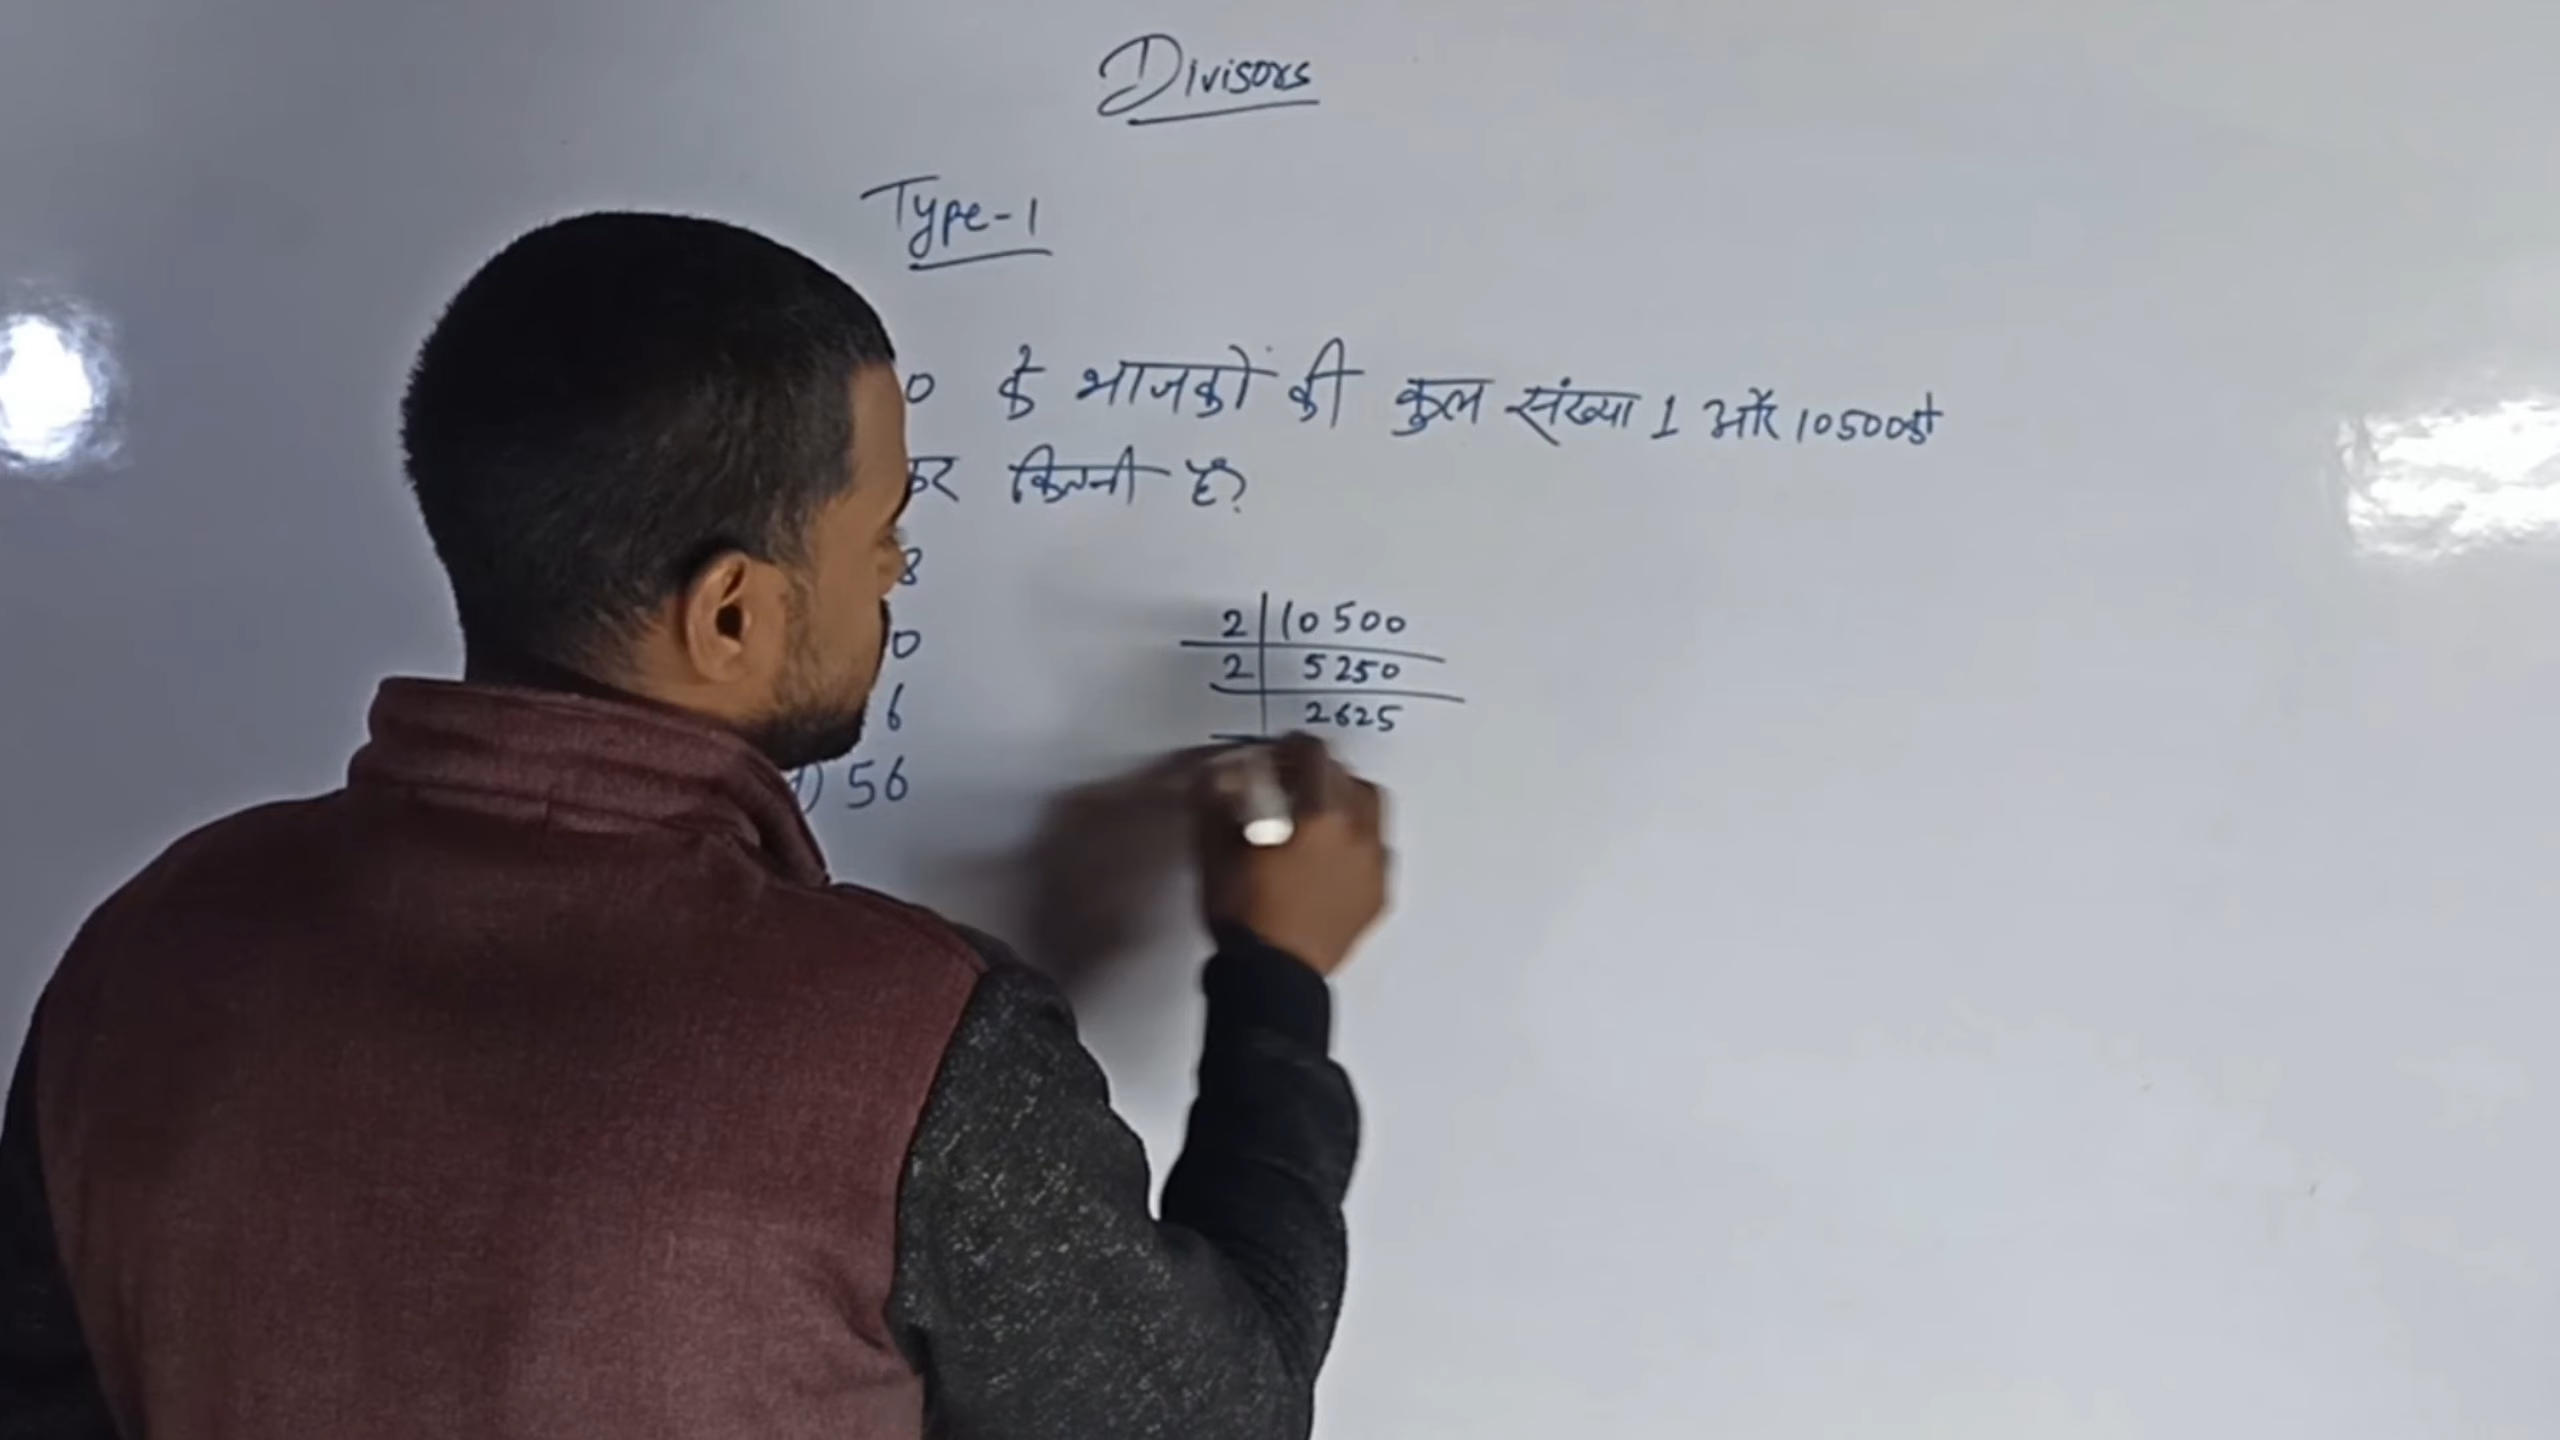 Divisors
Type-1
0 के भाजकों की कुल संख्या 1 और 10500 को
कर कितनी है?
8
0
6
) 56
2 | 10500
2 | 5250
2625